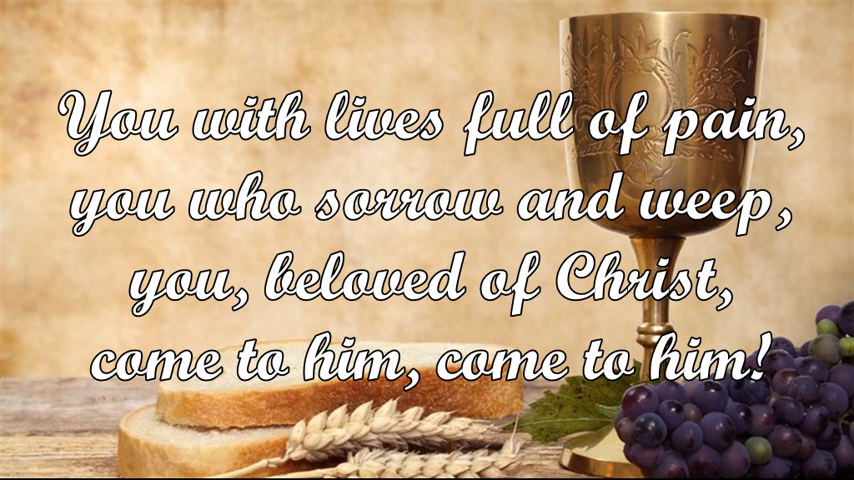 You with lives full of pain,
you who sorrow and weep,
you, beloved of Christ,
come to him, come to him!